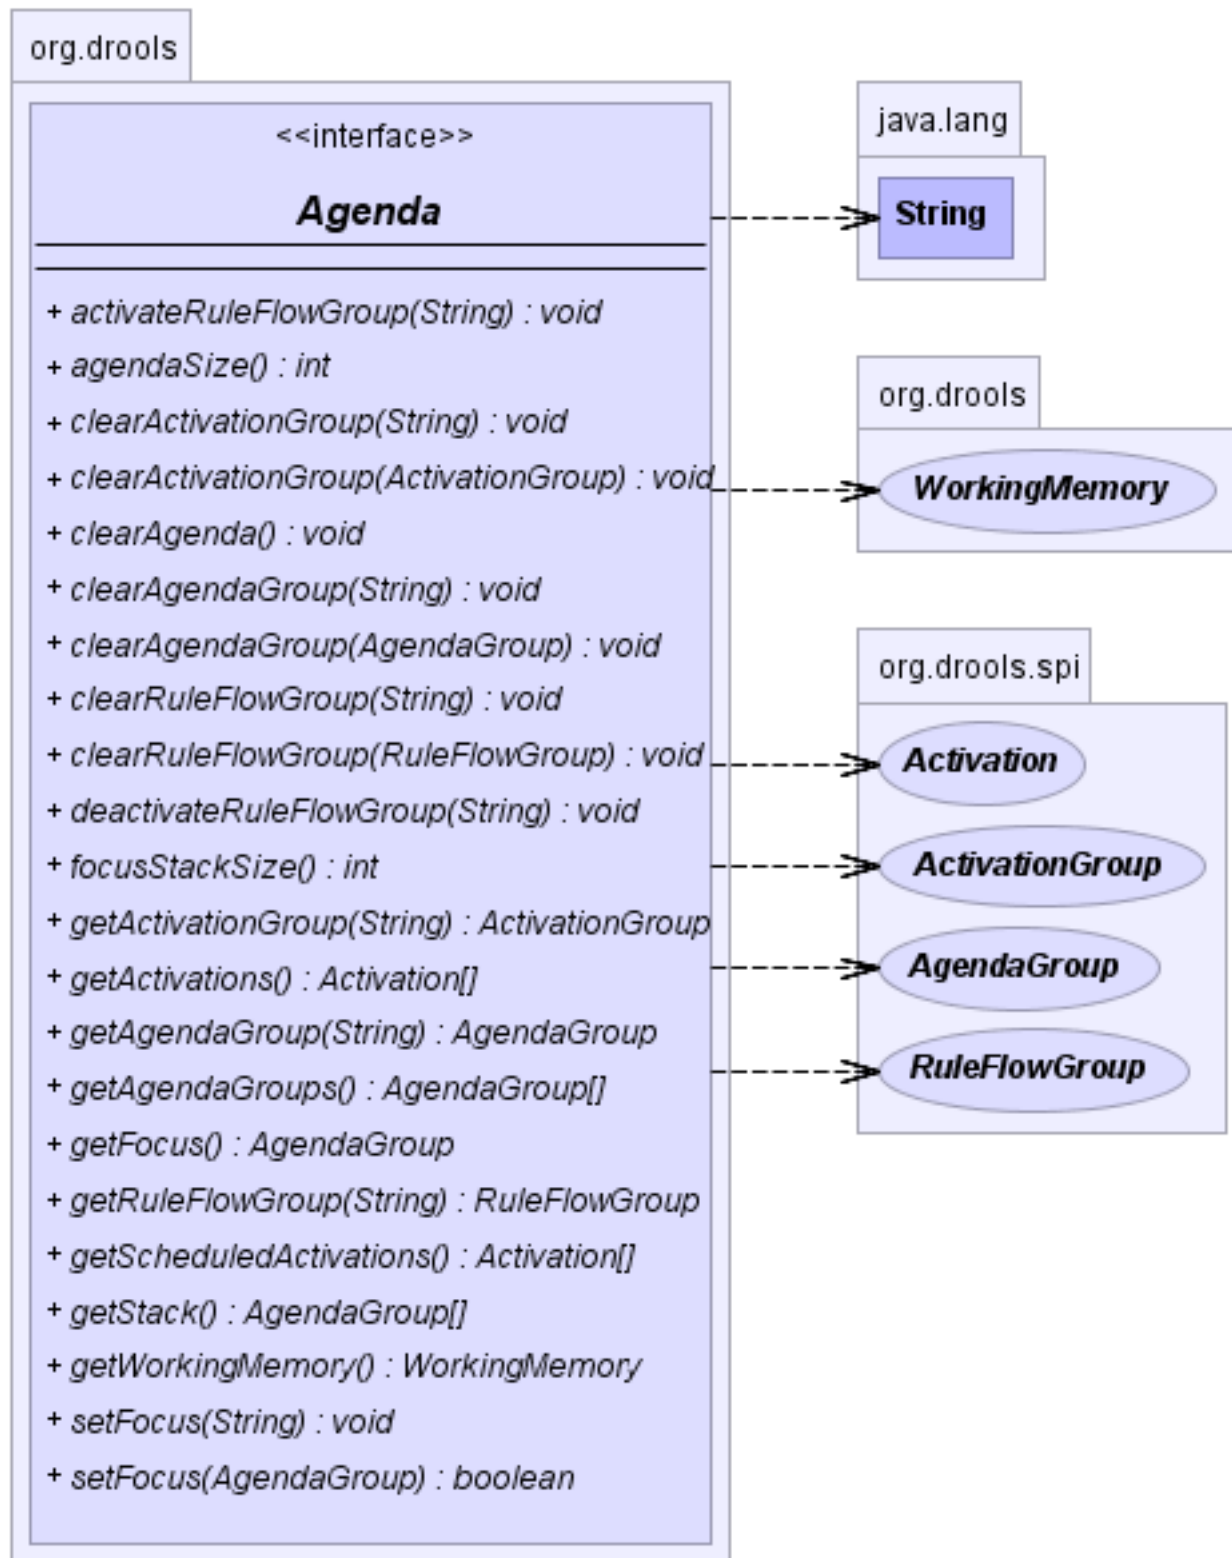 org.drools
<<interface>>
Agenda
+ activateRuleFlowGroup(String) : void
+ agendaSize() : int
+ clearActivationGroup(String) : void
+ clearActivationGroup(ActivationGroup) : void
+ clearAgenda() : void
+ clearAgendaGroup(String) : void
+ clearAgendaGroup(AgendaGroup) : void
+ clearRuleFlowGroup(String) : void
+ clearRuleFlowGroup(RuleFlowGroup) : void
+ deactivateRuleFlowGroup(String) : void
+ focusStackSize() : int
+ getActivationGroup(String) : ActivationGroup
+ getActivations() : Activation[]
+ getAgendaGroup(String) : AgendaGroup
+ getAgendaGroups() : AgendaGroup[]
+ getFocus() : AgendaGroup
+ getRuleFlowGroup(String) : RuleFlowGroup
+ getScheduledActivations() : Activation[]
+ getStack() : AgendaGroup[]
+ getWorkingMemory() : WorkingMemory
+ setFocus(String) : void
+ setFocus(AgendaGroup) : boolean
java.lang
String
org.drools
WorkingMemory
org.drools.spi
Activation
ActivationGroup
AgendaGroup
RuleFlowGroup